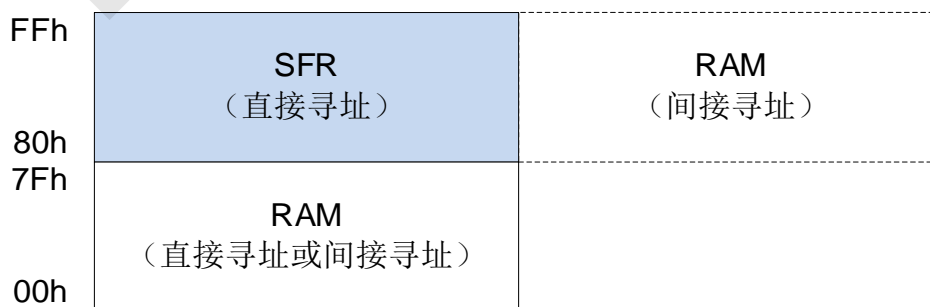 FFh
SFR
（直接寻址）
RAM
（间接寻址）
80h
7Fh
RAM
（直接寻址或间接寻址）
00h